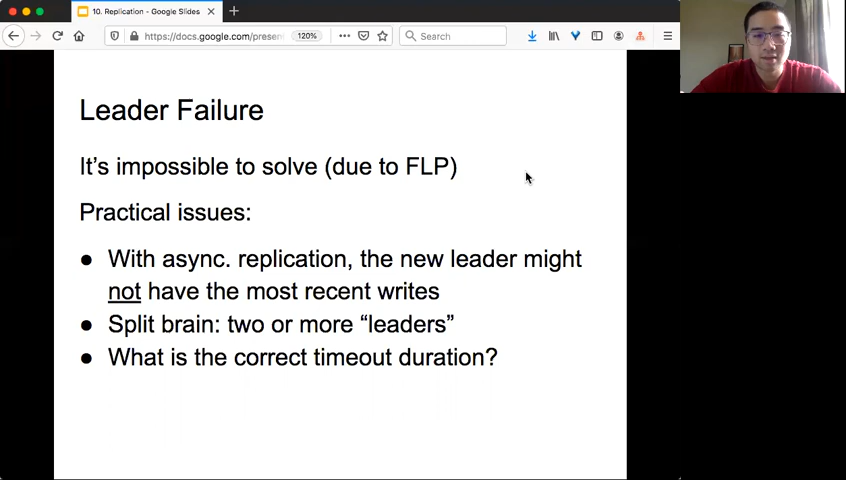 10. Replication - Google Slides
https://docs.google.com/presen
120%
Search
Leader Failure
It's impossible to solve (due to FLP)
Practical issues:
● With async. replication, the new leader might
not have the most recent writes
● Split brain: two or more “leaders”
● What is the correct timeout duration?